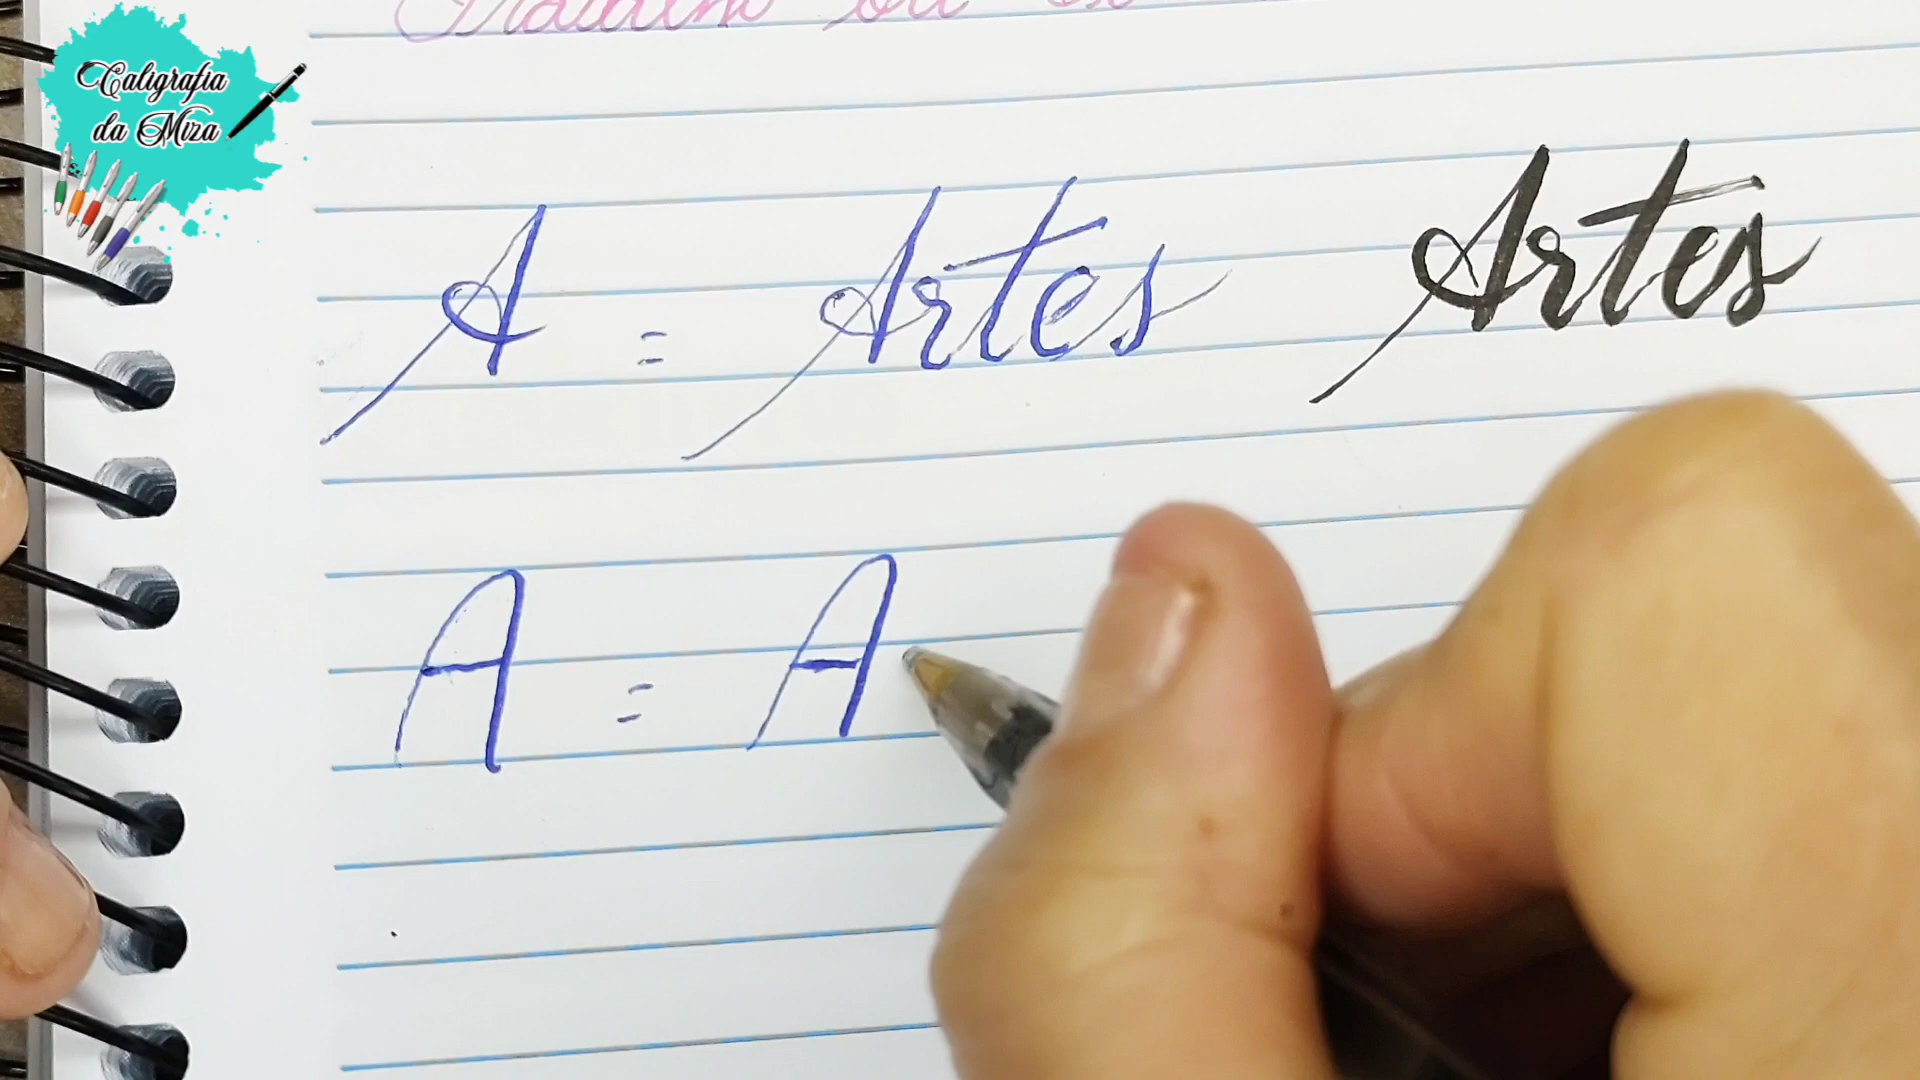 Caligrafia
da Miza
A = Artes Artes
A = A